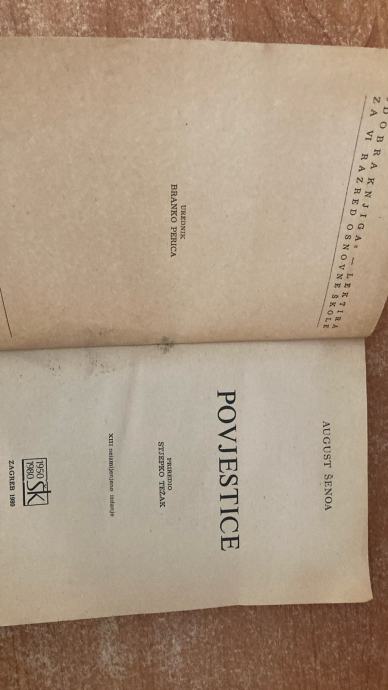 "DOBRA KNJIGA" — LEKTIRA
ZA VI RAZRED OSNOVNE ŠKOLE
UREDNIK
BRANKO PERICA
AUGUST ŠENOA
POVJESTICE
PRIREDIO
STJEPKO TEŽAK
XIII neizmijenjeno izdanje
1950
1980
ŠK
ZAGREB 1980